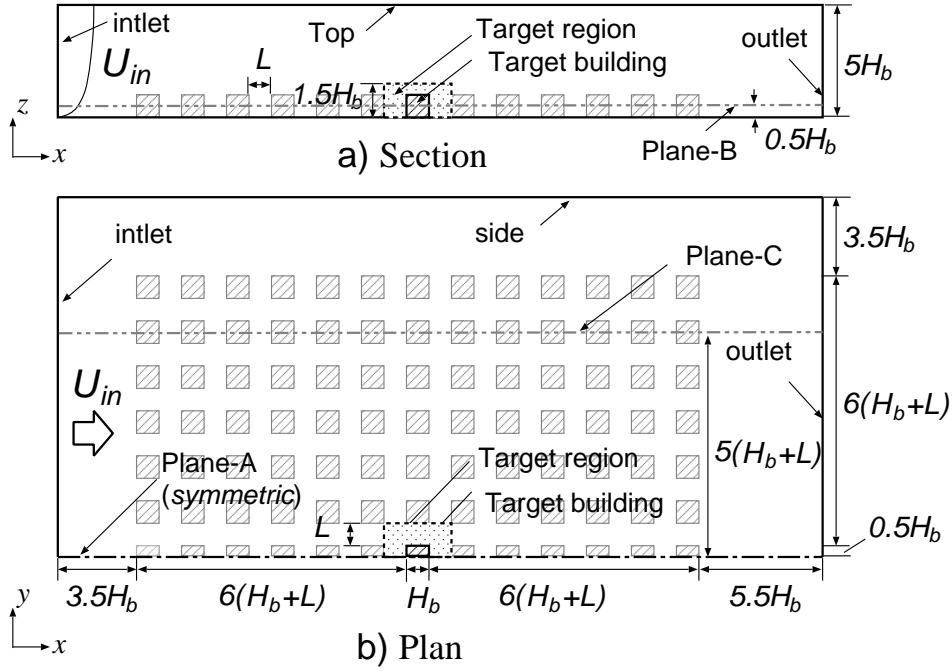 intlet
Top
Target region
Target building
outlet
U_in
L
1.5H_b
5H_b
z
x
Plane-B
0.5H_b
a) Section
intlet
side
3.5H_b
Plane-C
outlet
U_in
6(H_b+L)
5(H_b+L)
Plane-A
(symmetric)
Target region
Target building
L
0.5H_b
3.5H_b
6(H_b+L)
H_b
6(H_b+L)
5.5H_b
y
x
b) Plan